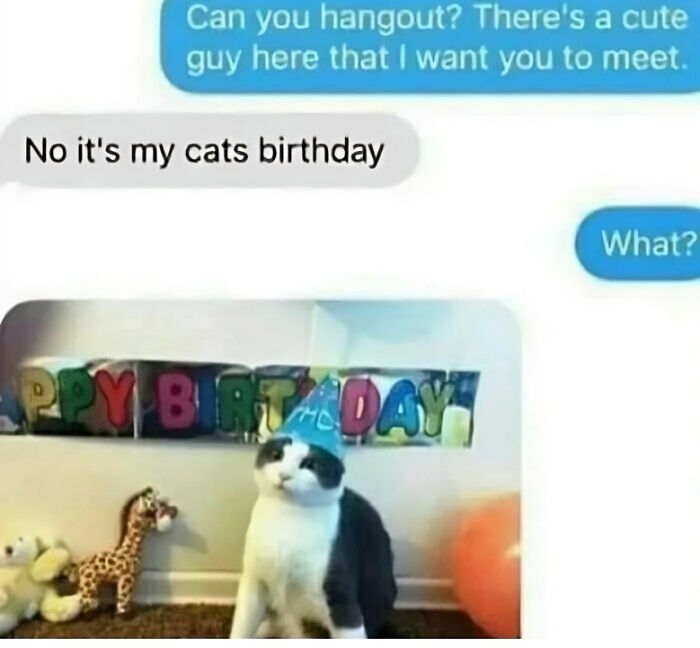 Can you hangout? There's a cute
guy here that I want you to meet.
No it's my cats birthday
What?
PPY BIRTHDAY